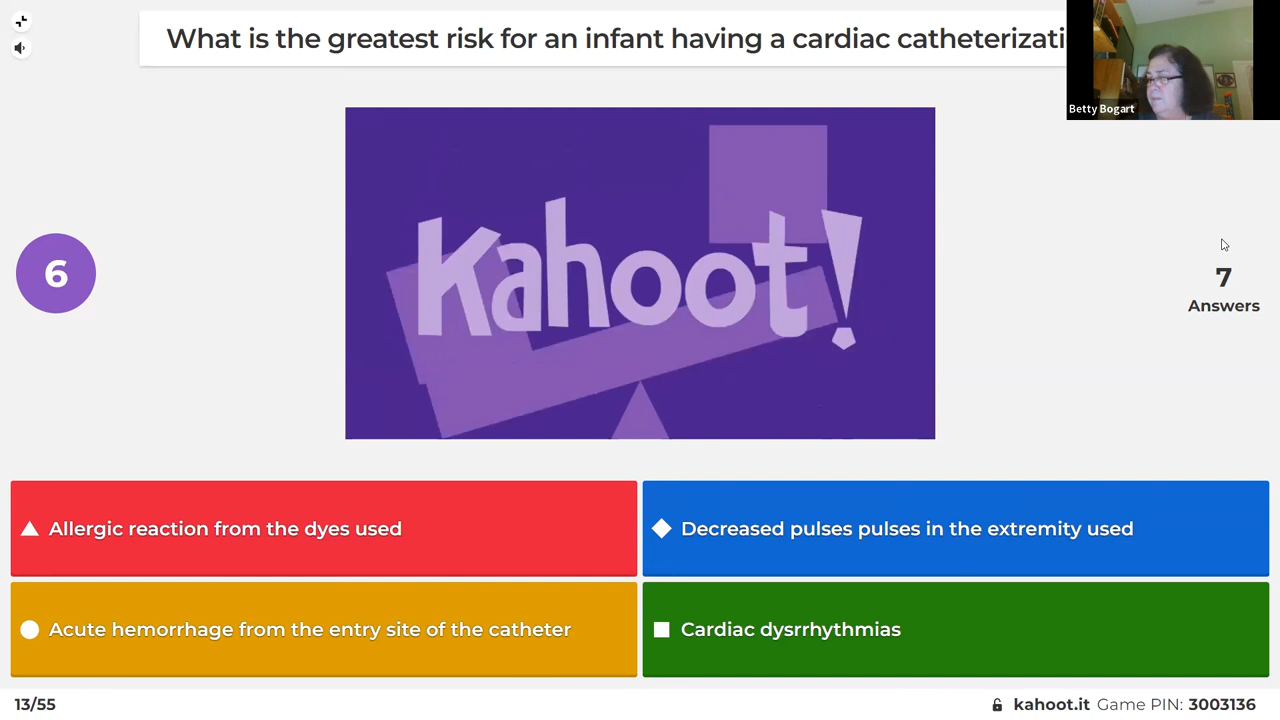 What is the greatest risk for an infant having a cardiac catheterizati
Betty Bogart
Kahoot!
6
7
Answers
Allergic reaction from the dyes used
Decreased pulses pulses in the extremity used
Acute hemorrhage from the entry site of the catheter
Cardiac dysrrhythmias
13/55
kahoot.it Game PIN: 3003136